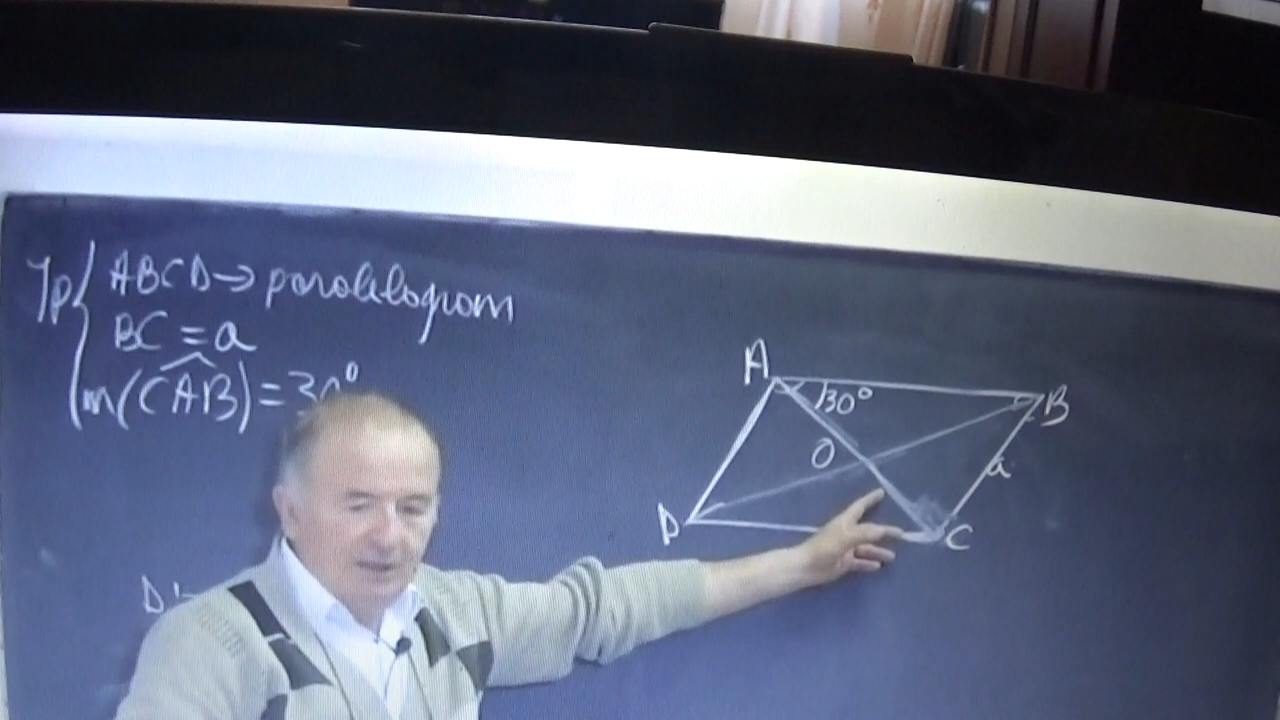 Ip { ABCD → paralelogram
BC = a
m(CAB) = 30°
D:
A
30°
B
O
a
D
C